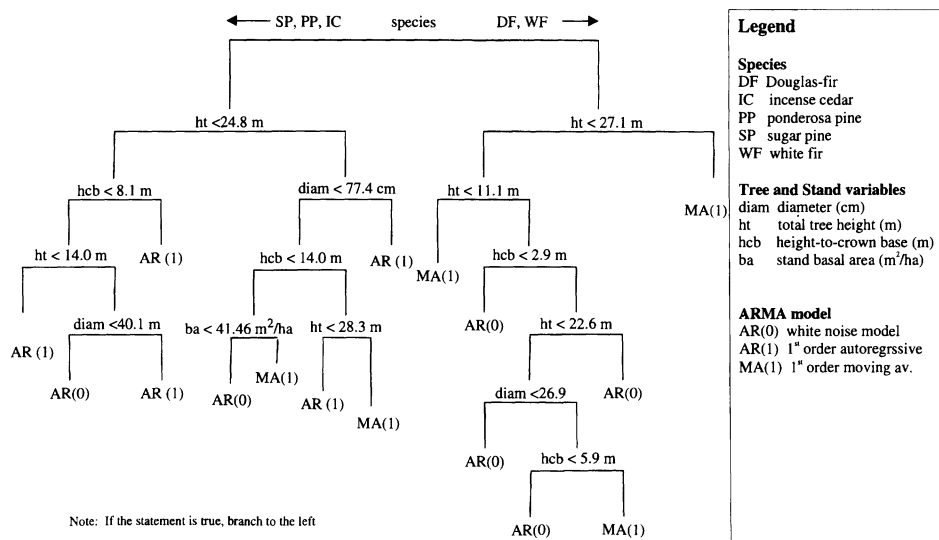 SP, PP, IC species DF, WF
ht <24.8 m
ht < 27.1 m
hcb < 8.1 m
diam < 77.4 cm
ht < 11.1 m
MA(1)
ht < 14.0 m
AR (1)
hcb < 14.0 m
AR (1)
MA(1)
hcb < 2.9 m
AR (1)
diam <40.1 m
ba < 41.46 m²/ha
ht < 28.3 m
AR(0)
ht < 22.6 m
AR(0)
AR (1)
AR(0)
MA(1)
AR (1)
MA(1)
diam <26.9
AR(0)
AR(0)
hcb < 5.9 m
AR(0)
MA(1)
Note: If the statement is true, branch to the left
Legend
Species
DF Douglas-fir
IC incense cedar
PP ponderosa pine
SP sugar pine
WF white fir
Tree and Stand variables
diam diameter (cm)
ht total tree height (m)
hcb height-to-crown base (m)
ba stand basal area (m²/ha)
ARMA model
AR(0) white noise model
AR(1) 1st order autoregrssive
MA(1) 1st order moving av.